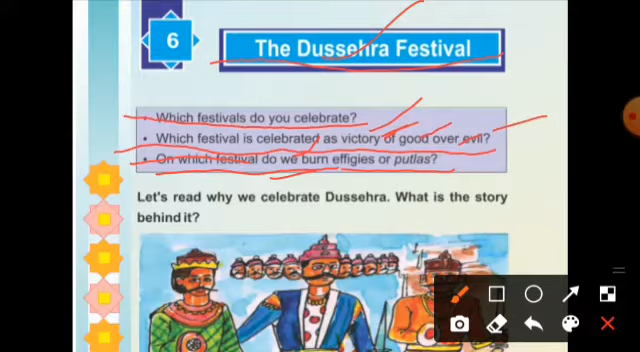 6
The Dussehra Festival
• Which festivals do you celebrate?
• Which festival is celebrated as victory of good over evil?
• On which festival do we burn effigies or putlas?
Let's read why we celebrate Dussehra. What is the story
behind it?